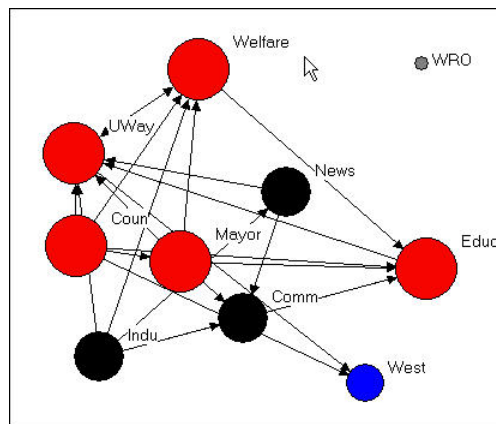 Welfare
WRO
UWay
News
Coun
Mayor
Educ
Comm
Indu
West